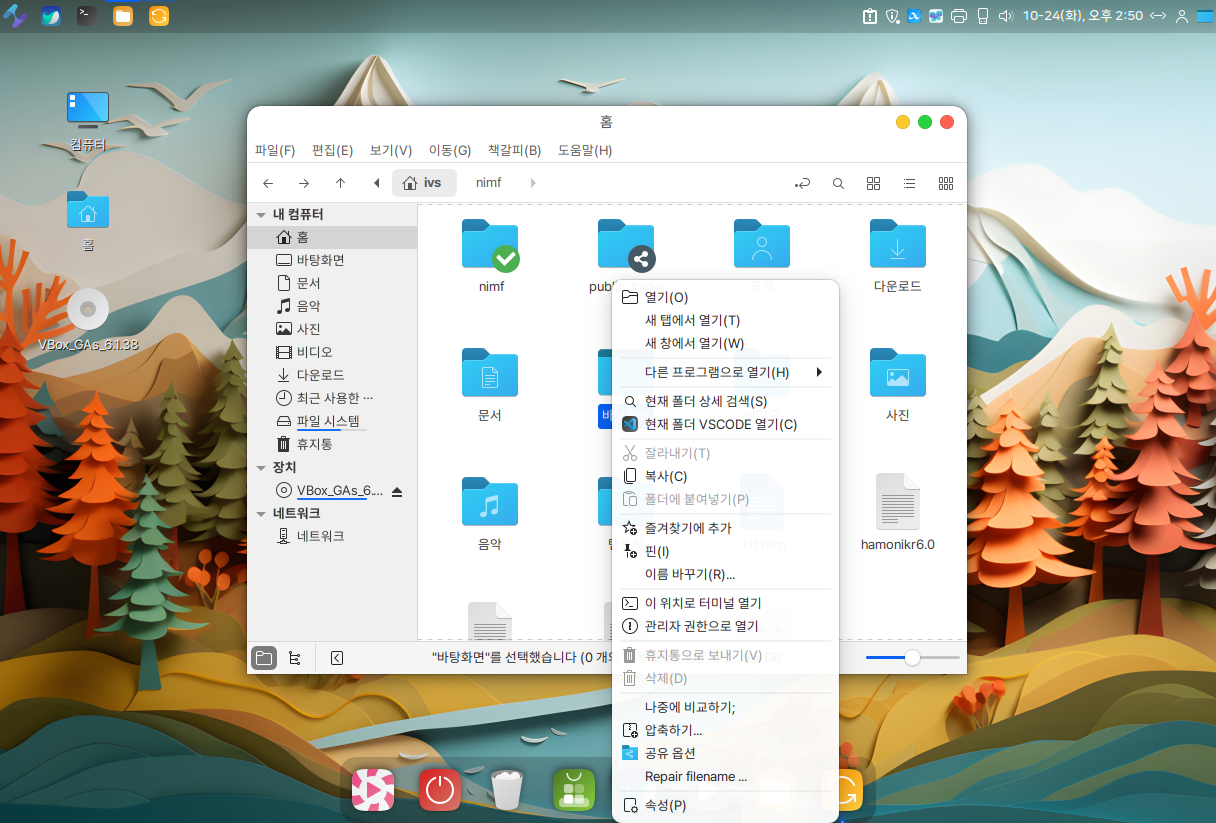 10-24(화), 오후 2:50
컴퓨터
홈
VBox_GAs_6.1.38
홈
파일(F) 편집(E) 보기(V) 이동(G) 책갈피(B) 도움말(H)
ivs nimf
내 컴퓨터
홈
바탕화면
문서
음악
사진
비디오
다운로드
최근 사용한 ···
파일 시스템
휴지통
장치
VBox_GAs_6....
네트워크
네트워크
nimf
다운로드
문서
사진
음악
111.hwp
hamonikr6.0
열기(O)
새 탭에서 열기(T)
새 창에서 열기(W)
다른 프로그램으로 열기(H)
현재 폴더 상세 검색(S)
현재 폴더 VSCODE 열기(C)
잘라내기(T)
복사(C)
폴더에 붙여넣기(P)
즐겨찾기에 추가
핀(I)
이름 바꾸기(R)...
이 위치로 터미널 열기
관리자 권한으로 열기
휴지통으로 보내기(V)
삭제(D)
나중에 비교하기;
압축하기...
공유 옵션
Repair filename ...
속성(P)
"바탕화면"를 선택했습니다 (0 개의